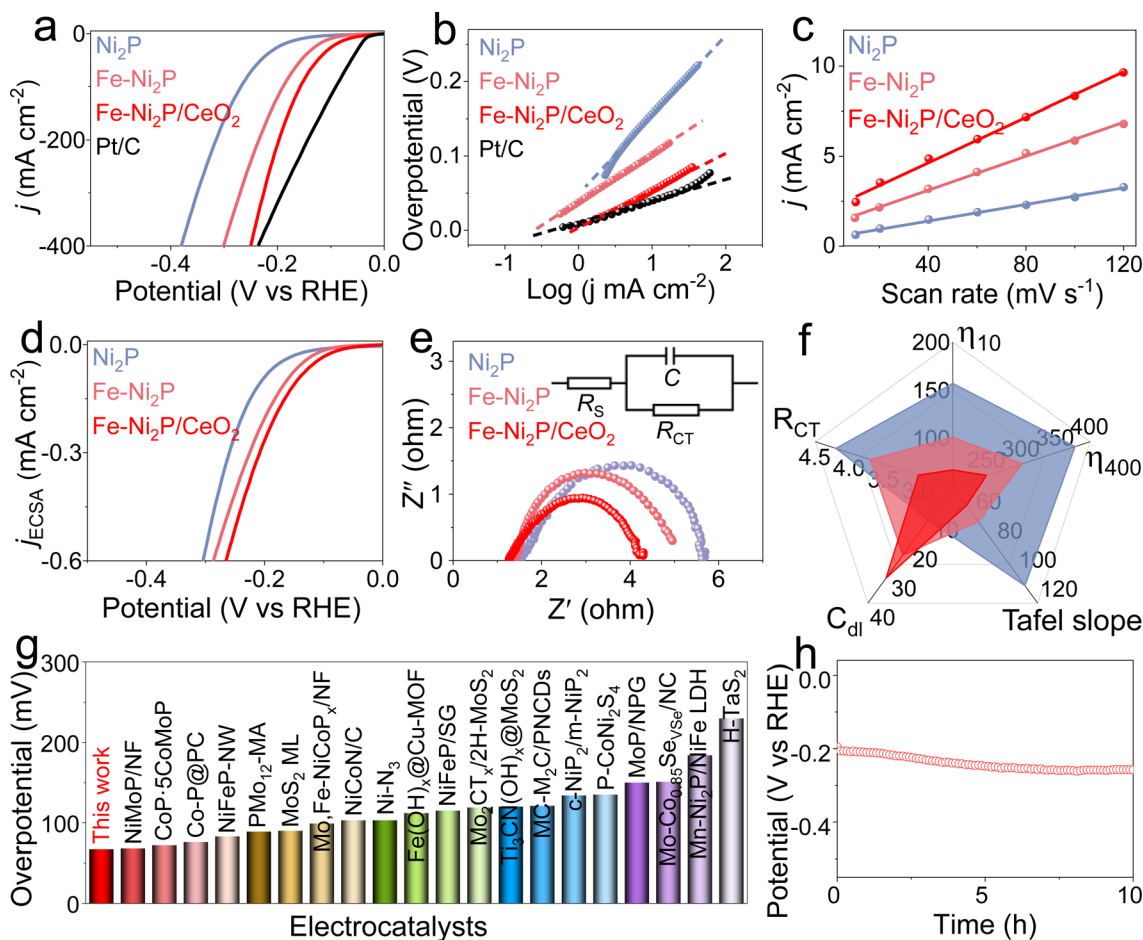 a
0
-200
-400
-0.4
-0.2
0.0
j (mA cm⁻²)
Potential (V vs RHE)
Ni₂P
Fe-Ni₂P
Fe-Ni₂P/CeO₂
Pt/C
b
0.2
0.1
0.0
-1
0
1
2
Overpotential (V)
Log (j mA cm⁻²)
Ni₂P
Fe-Ni₂P
Fe-Ni₂P/CeO₂
Pt/C
c
10
5
0
40
80
120
j (mA cm⁻²)
Scan rate (mV s⁻¹)
Ni₂P
Fe-Ni₂P
Fe-Ni₂P/CeO₂
d
0.0
-0.3
-0.6
-0.4
-0.2
0.0
jECSA (mA cm⁻²)
Potential (V vs RHE)
Ni₂P
Fe-Ni₂P
Fe-Ni₂P/CeO₂
e
3
2
1
0
0
2
4
6
Z″ (ohm)
Z′ (ohm)
Ni₂P
Fe-Ni₂P
Fe-Ni₂P/CeO₂
C
RS
RCT
f
η₁₀
200
150
100
η₄₀₀
400
350
300
250
Tafel slope
120
100
80
60
Cdl
40
30
20
10
RCT
4.5
4.0
3.5
3.0
g
300
200
100
0
Overpotential (mV)
This work
NiMoP/NF
CoP-5CoMoP
Co-P@PC
NiFeP-NW
PMO₁₂-MA
MoS₂ ML
Mo,Fe-NiCoPₓ/NF
NiCoN/C
Ni-N₃
Fe(OH)ₓ@Cu-MOF
NiFeP/SG
Mo₂CTₓ/2H-MoS₂
Ti₃CN(OH)ₓ@MoS₂
MC-M₂C/PNCDs
c-NiP₂/m-NiP₂
P-CoNi₂S₄
MoP/NPG
Mo-Co₀.₈₅SeVSe/NC
Mn-Ni₂P/NiFe LDH
H-TaS₂
Electrocatalysts
h
0.0
-0.2
-0.4
0
5
10
Potential (V vs RHE)
Time (h)